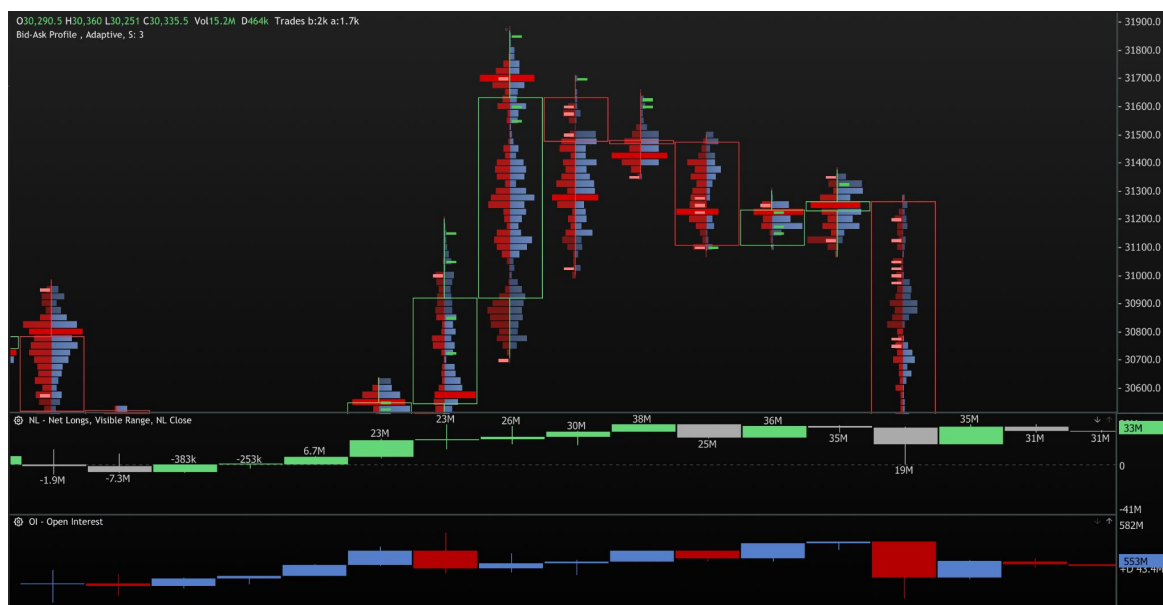 O30,290.5 H30,360 L30,251 C30,335.5 Vol15.2M D464k Trades b:2k a:1.7k
Bid-Ask Profile , Adaptive, S: 3
31900.0
31800.0
31700.0
31600.0
31500.0
31400.0
31300.0
31200.0
31100.0
31000.0
30900.0
30800.0
30700.0
30600.0
NL - Net Longs, Visible Range, NL Close
-1.9M
-7.3M
-383k
-253k
6.7M
23M
23M
26M
30M
38M
25M
36M
35M
19M
35M
31M
31M
33M
0
-41M
OI - Open Interest
582M
553M
+D 43.4M